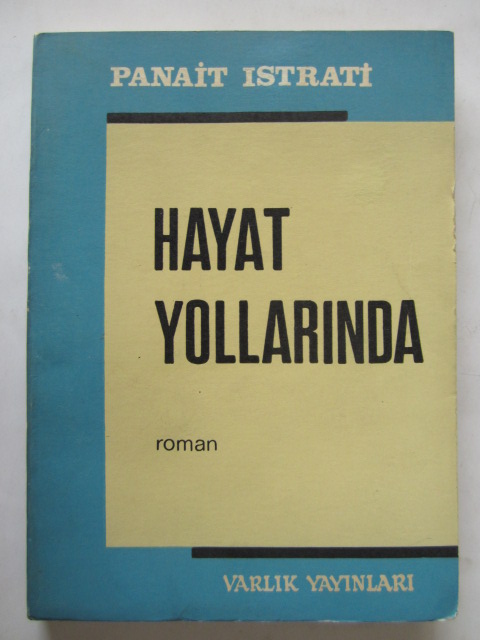 PANAİT ISTRATİ
HAYAT
YOLLARINDA
roman
VARLIK YAYINLARI